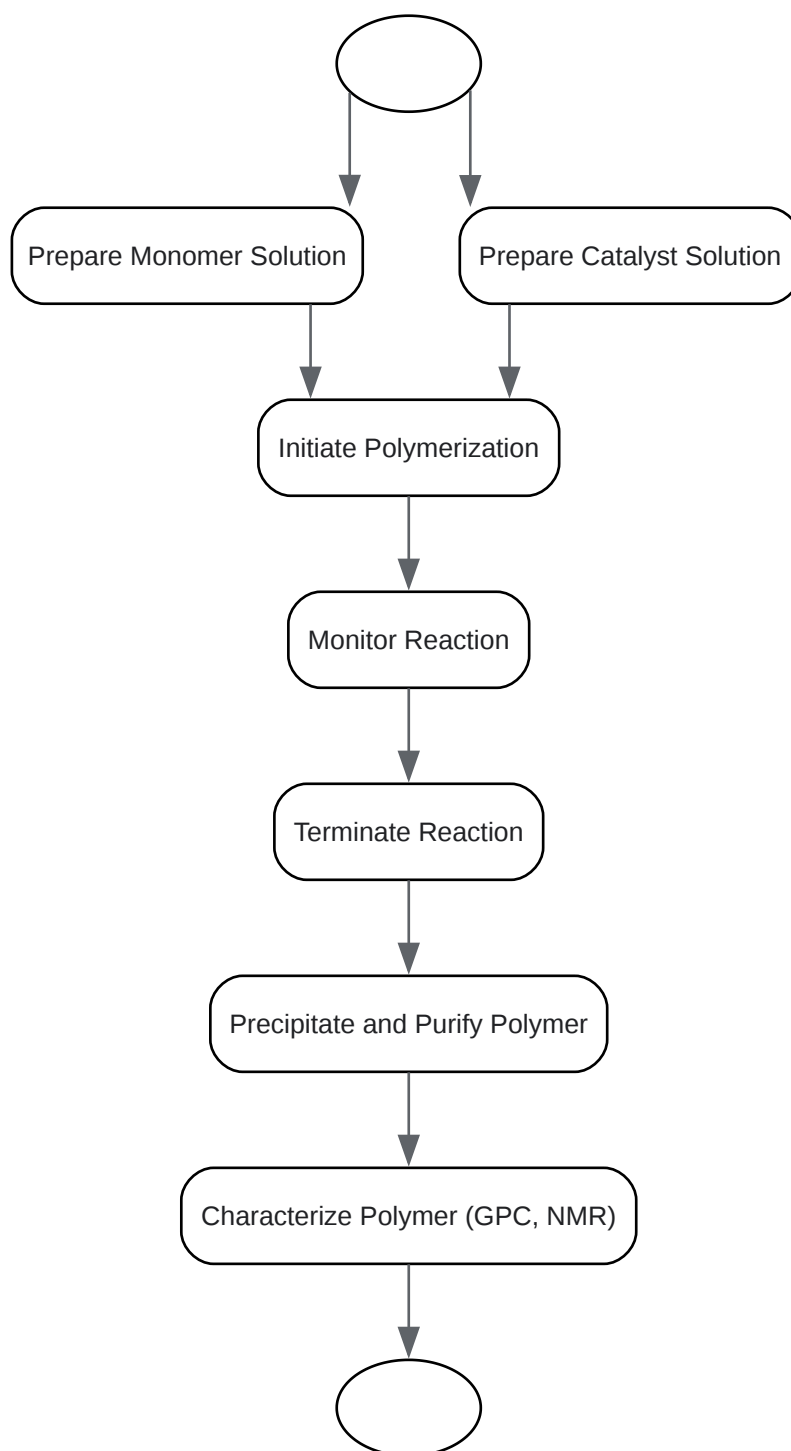 Prepare Monomer Solution
Prepare Catalyst Solution
Initiate Polymerization
Monitor Reaction
Terminate Reaction
Precipitate and Purify Polymer
Characterize Polymer (GPC, NMR)